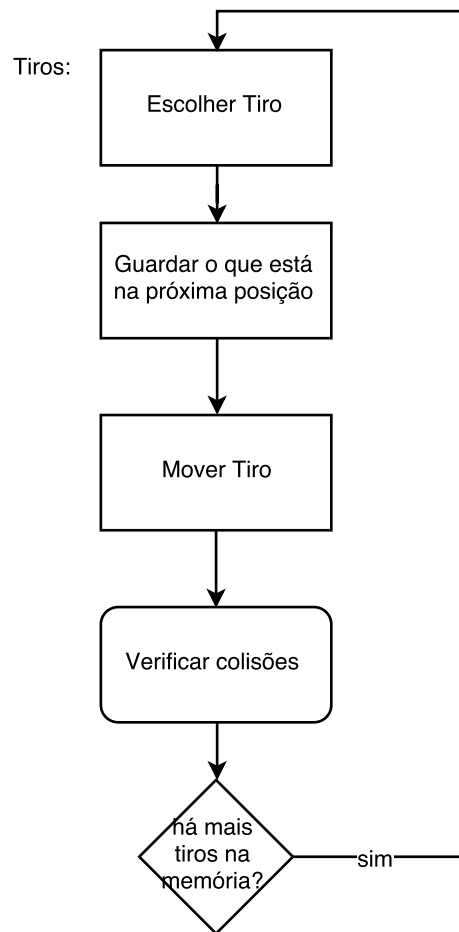 Tiros:
Escolher Tiro
Guardar o que está
na próxima posição
Mover Tiro
Verificar colisões
há mais
tiros na
memória?
sim